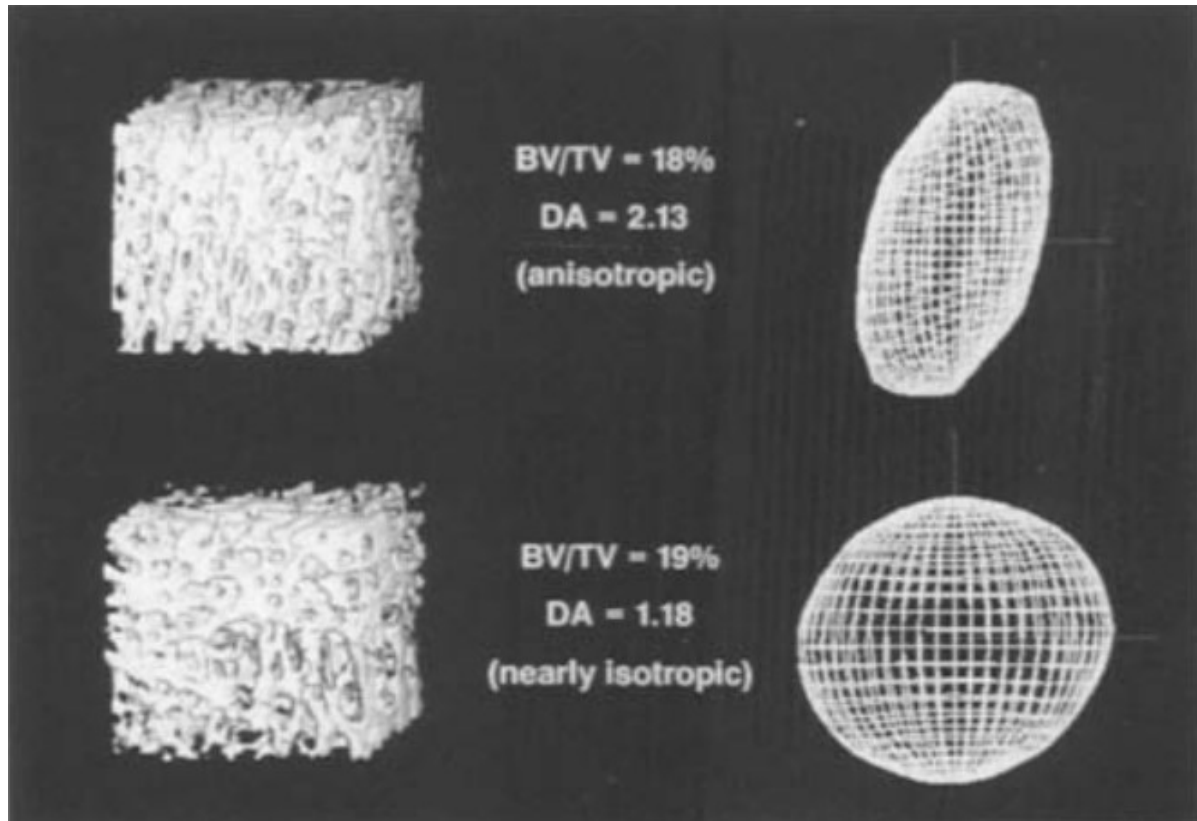 BV/TV = 18%
DA = 2.13
(anisotropic)
BV/TV = 19%
DA = 1.18
(nearly isotropic)